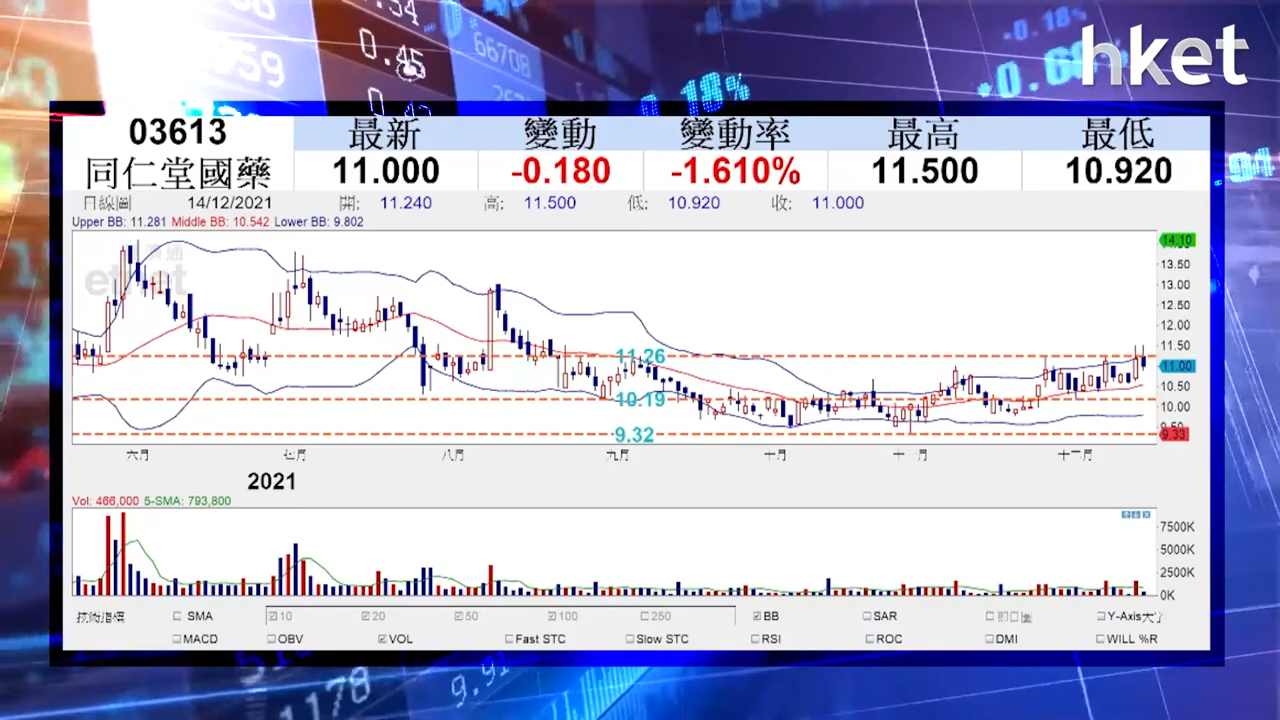 hket
03613 最新 變動 變動率 最高 最低
同仁堂國藥 11.000 -0.180 -1.610% 11.500 10.920
日線圖 14/12/2021 開: 11.240 高: 11.500 低: 10.920 收: 11.000
Upper BB: 11.281 Middle BB: 10.542 Lower BB: 9.802
14.10
13.50
13.00
12.50
12.00
11.50
11.26
11.00
10.50
10.19
10.00
9.50
9.32
9.33
六月 七月 八月 九月 十月 十一月 十二月
2021
Vol: 466,000 5-SMA: 793,800
7500K
5000K
2500K
0K
技術指標 SMA 10 20 50 100 250 BB SAR Y-Axis大字
MACD OBV VOL Fast STC Slow STC RSI ROC DMI WILL %R